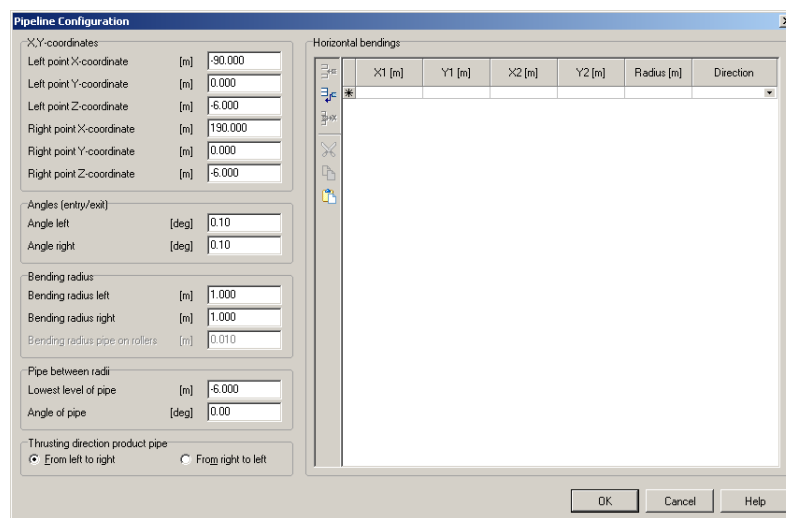 Pipeline Configuration
X,Y-coordinates
Left point X-coordinate [m] -90.000
Left point Y-coordinate [m] 0.000
Left point Z-coordinate [m] -6.000
Right point X-coordinate [m] 190.000
Right point Y-coordinate [m] 0.000
Right point Z-coordinate [m] -6.000
Angles (entry/exit)
Angle left [deg] 0.10
Angle right [deg] 0.10
Bending radius
Bending radius left [m] 1.000
Bending radius right [m] 1.000
Bending radius pipe on rollers [m] 0.010
Pipe between radii
Lowest level of pipe [m] -6.000
Angle of pipe [deg] 0.00
Thrusting direction product pipe
From left to right From right to left
Horizontal bendings
X1 [m] Y1 [m] X2 [m] Y2 [m] Radius [m] Direction
OK Cancel Help